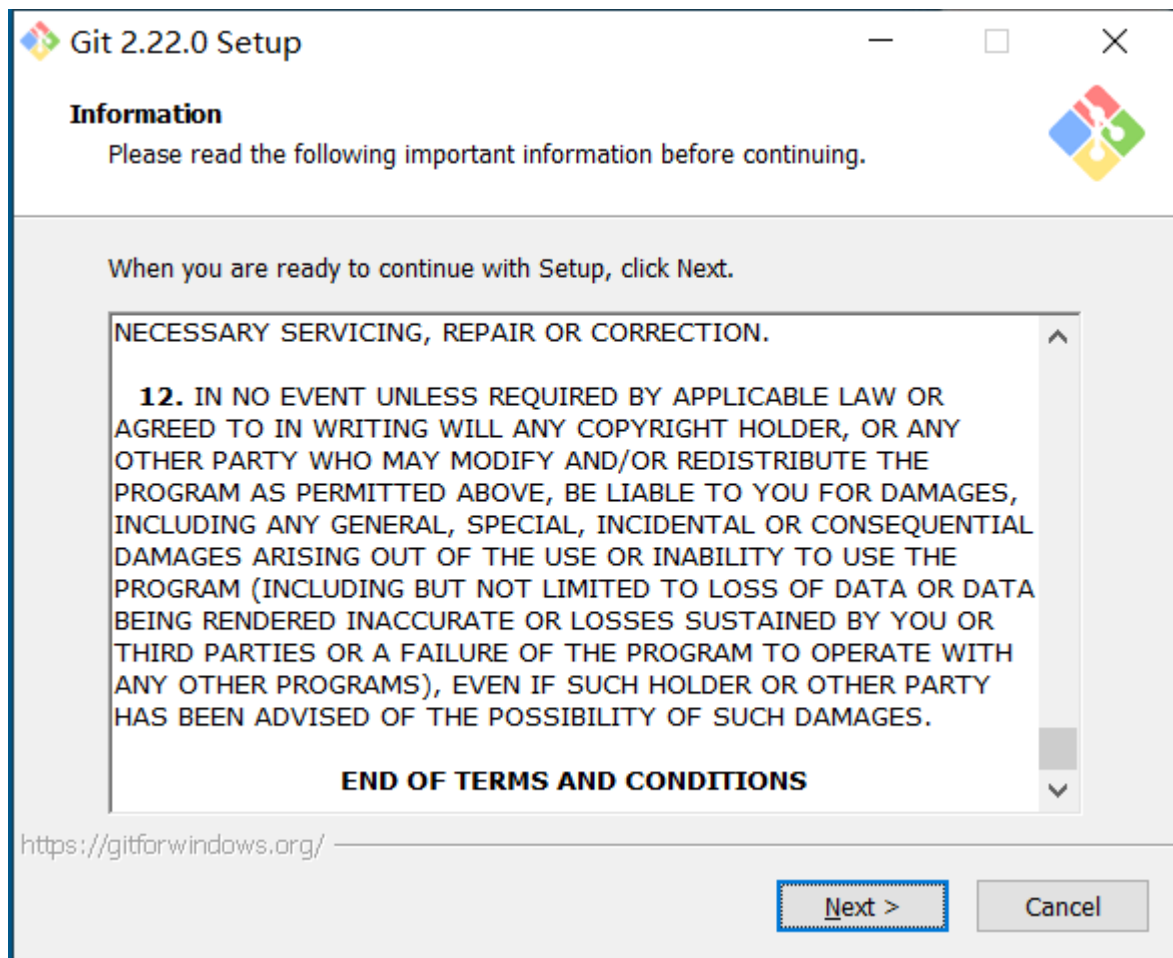 Git 2.22.0 Setup
Information
Please read the following important information before continuing.
When you are ready to continue with Setup, click Next.
NECESSARY SERVICING, REPAIR OR CORRECTION.
12. IN NO EVENT UNLESS REQUIRED BY APPLICABLE LAW OR
AGREED TO IN WRITING WILL ANY COPYRIGHT HOLDER, OR ANY
OTHER PARTY WHO MAY MODIFY AND/OR REDISTRIBUTE THE
PROGRAM AS PERMITTED ABOVE, BE LIABLE TO YOU FOR DAMAGES,
INCLUDING ANY GENERAL, SPECIAL, INCIDENTAL OR CONSEQUENTIAL
DAMAGES ARISING OUT OF THE USE OR INABILITY TO USE THE
PROGRAM (INCLUDING BUT NOT LIMITED TO LOSS OF DATA OR DATA
BEING RENDERED INACCURATE OR LOSSES SUSTAINED BY YOU OR
THIRD PARTIES OR A FAILURE OF THE PROGRAM TO OPERATE WITH
ANY OTHER PROGRAMS), EVEN IF SUCH HOLDER OR OTHER PARTY
HAS BEEN ADVISED OF THE POSSIBILITY OF SUCH DAMAGES.
END OF TERMS AND CONDITIONS
https://gitforwindows.org/
Next >
Cancel